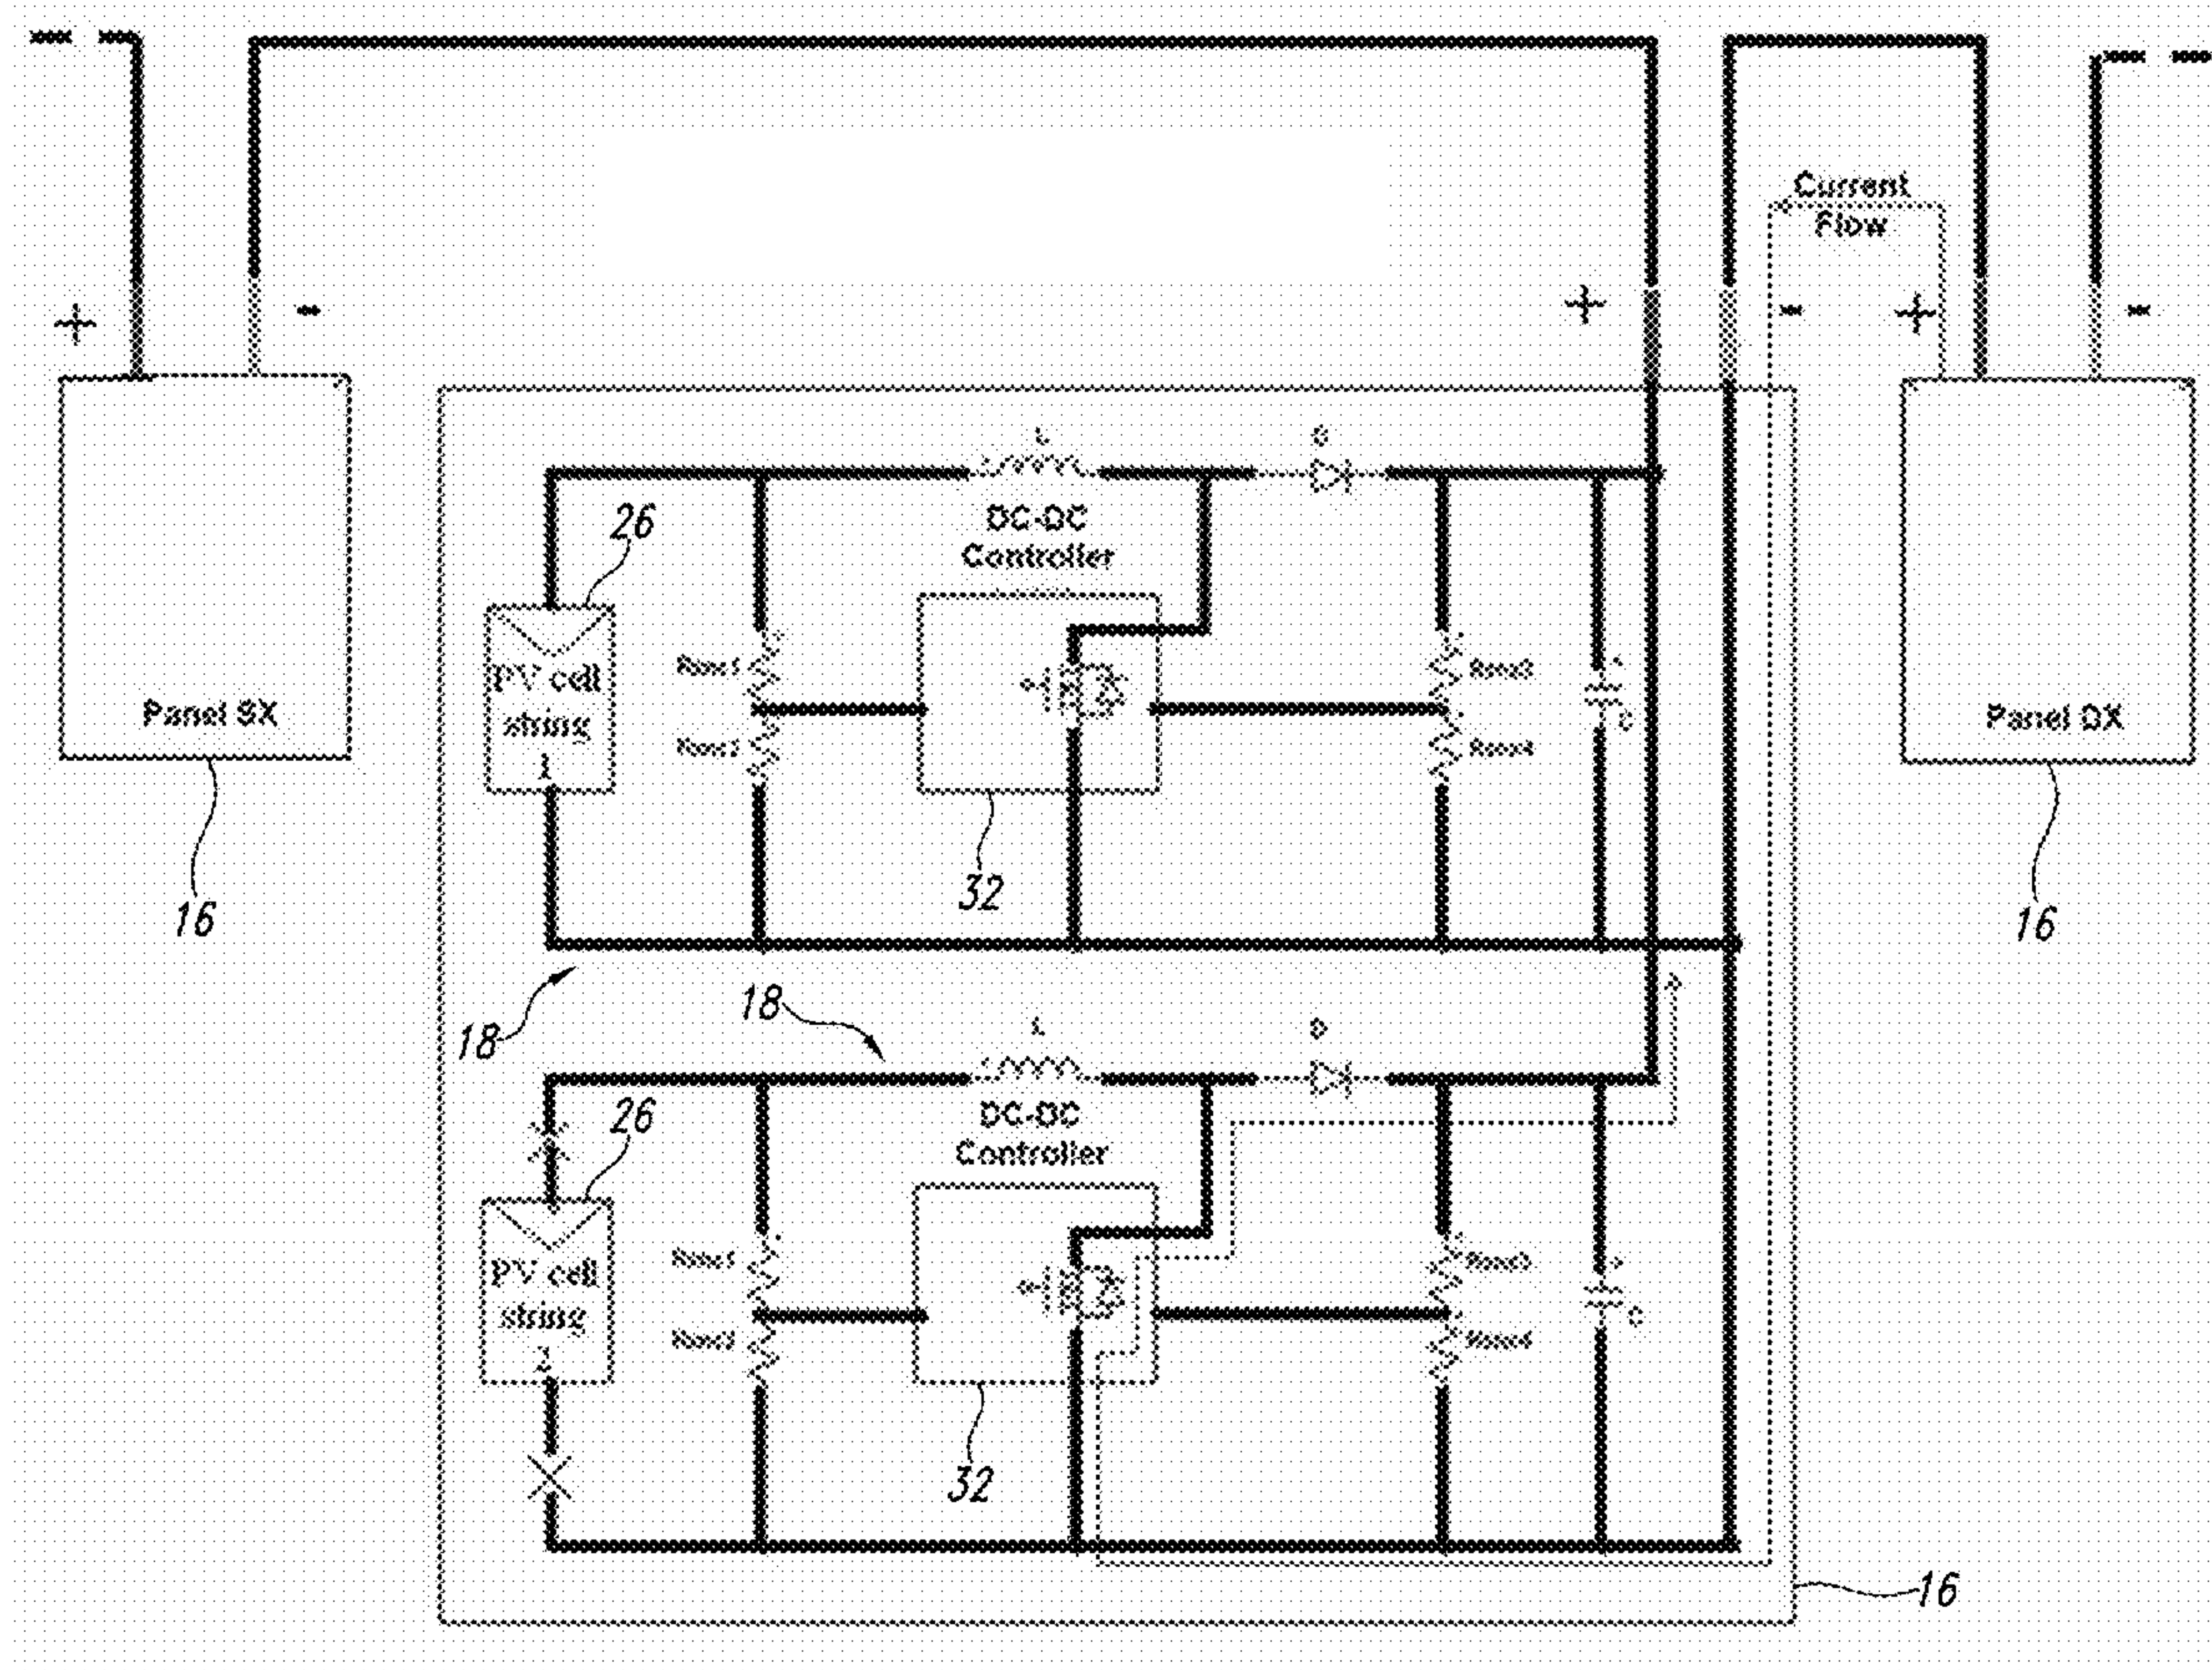 Current
Flow
+
-
+
-
+
-
L
DC-DC
Controller
26
PV cell
string
1
C
Panel SX
Panel DX
32
16
16
18
18
L
D
DC-DC
Controller
26
PV cell
string
2
C
32
16